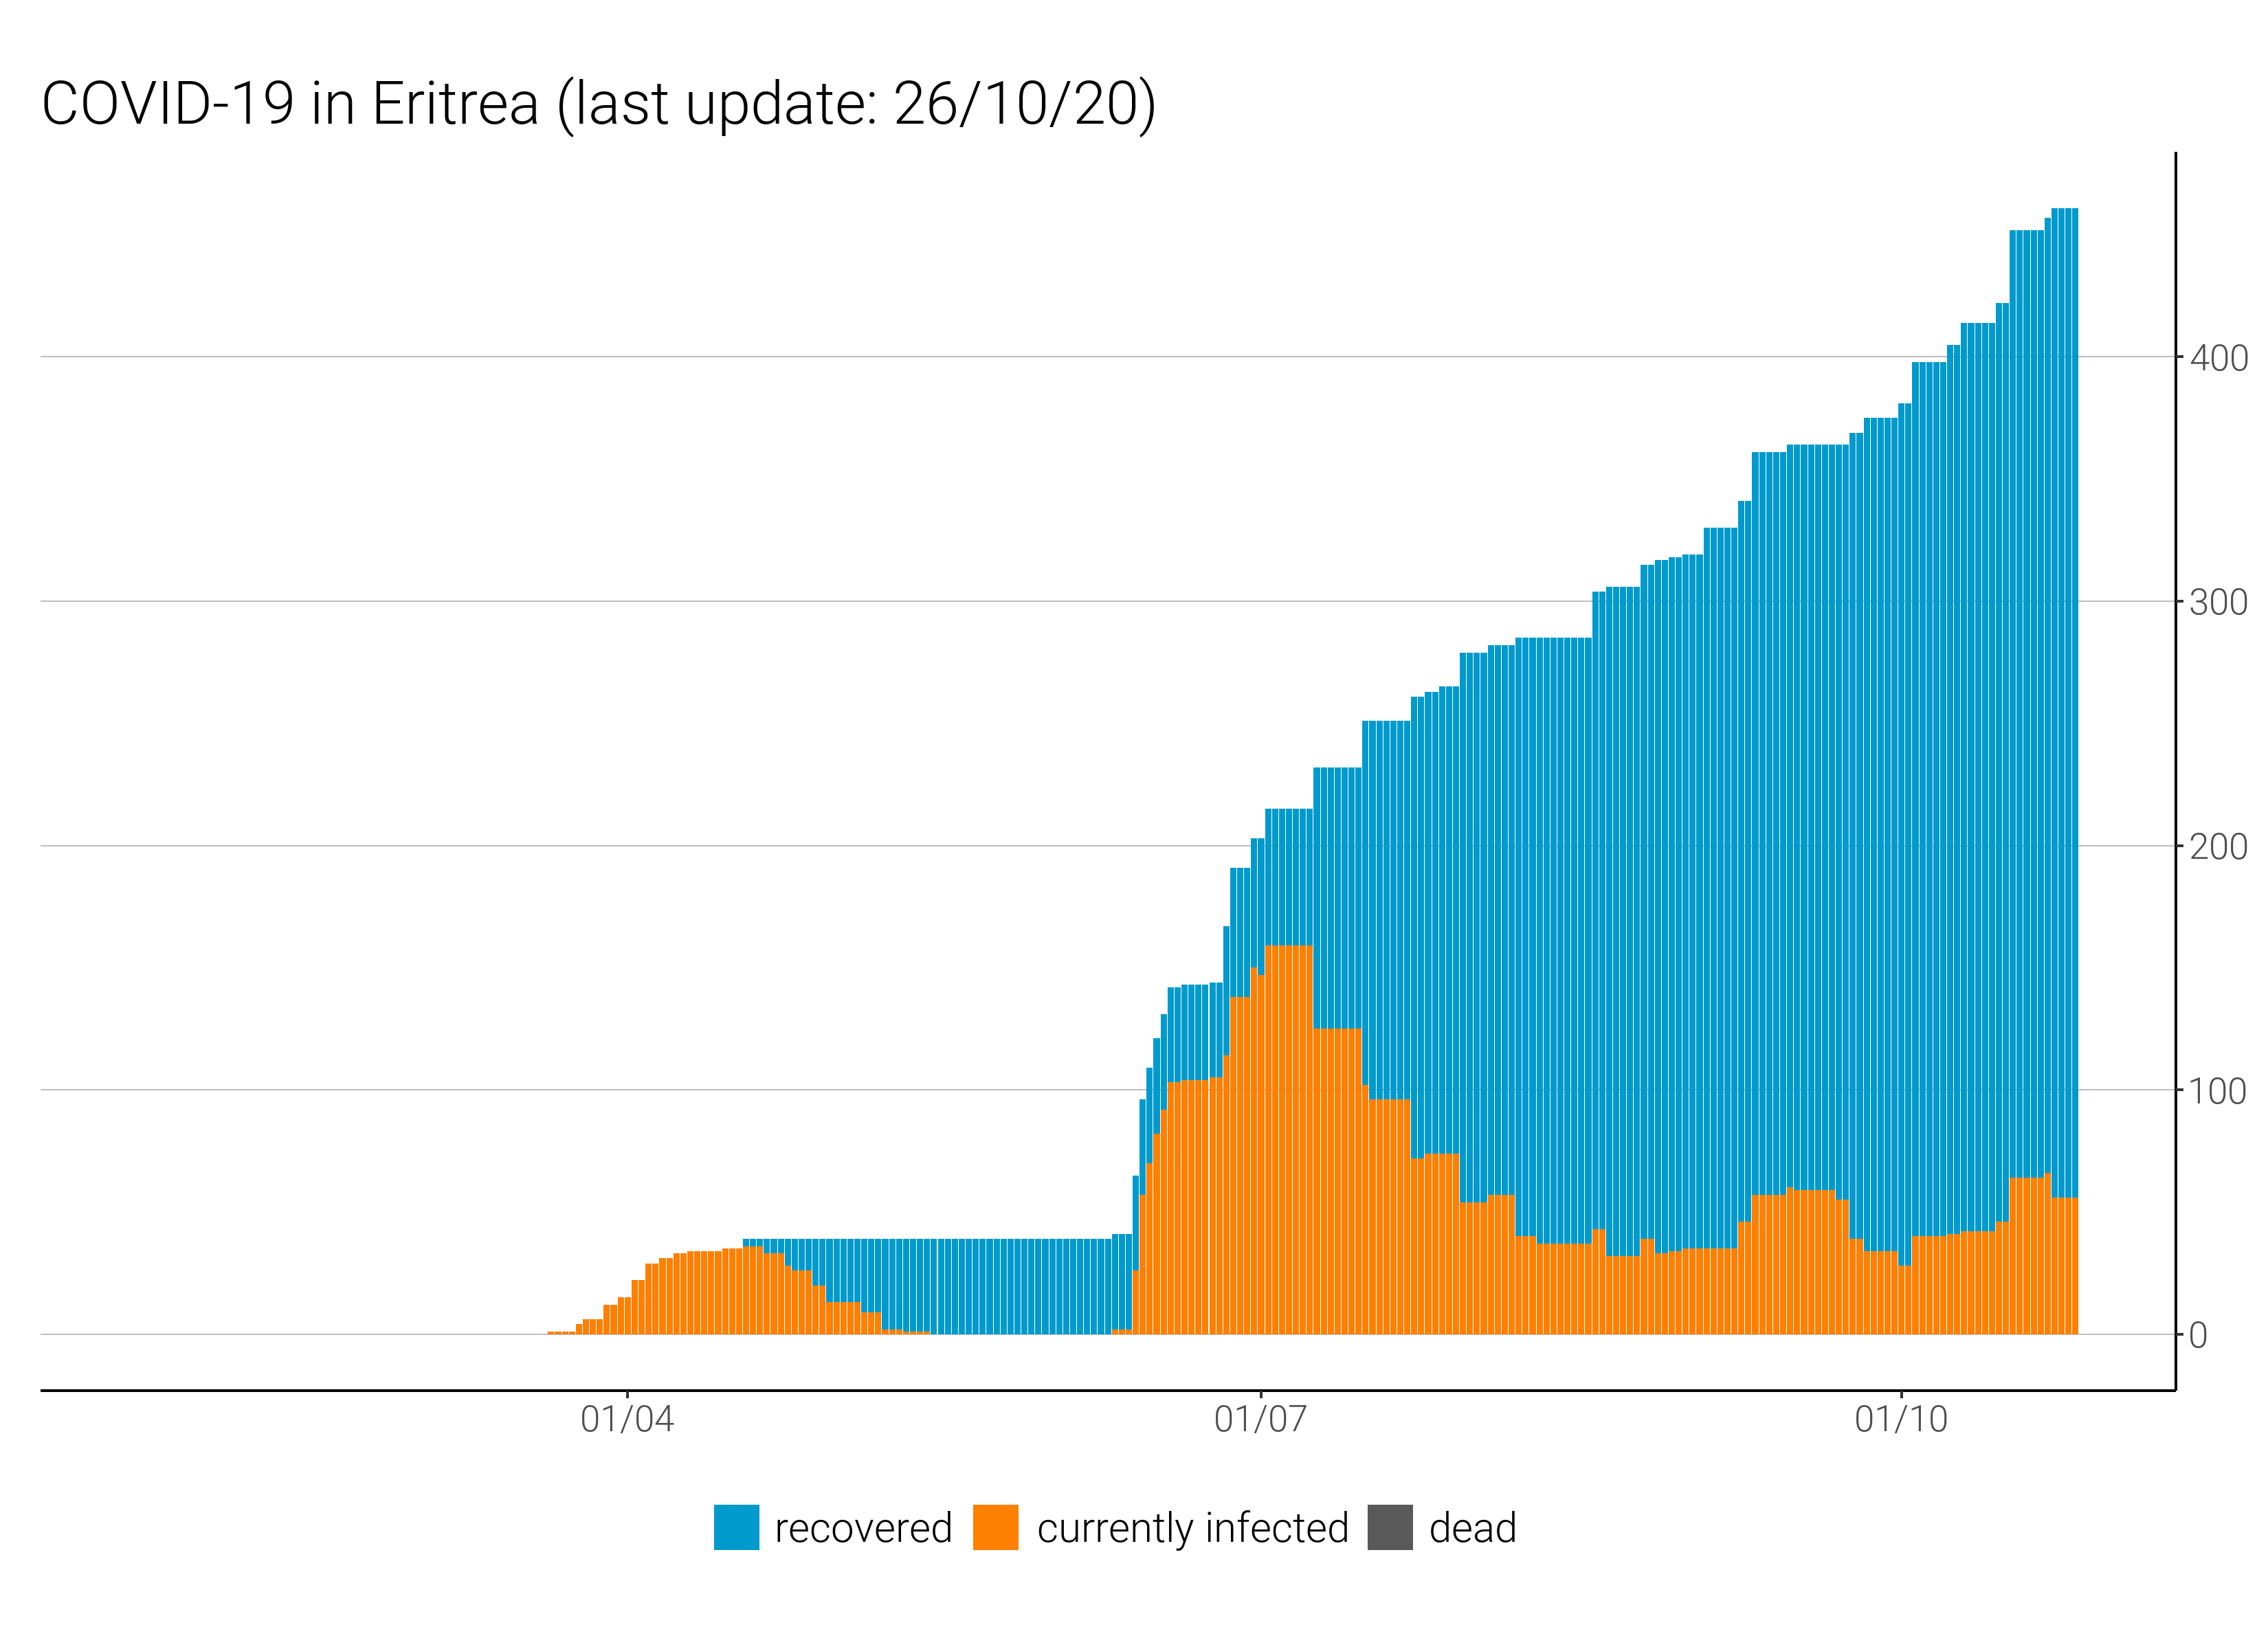 COVID-19 in Eritrea (last update: 26/10/20)
400
300
200
100
0
01/04 01/07 01/10
recovered currently infected dead